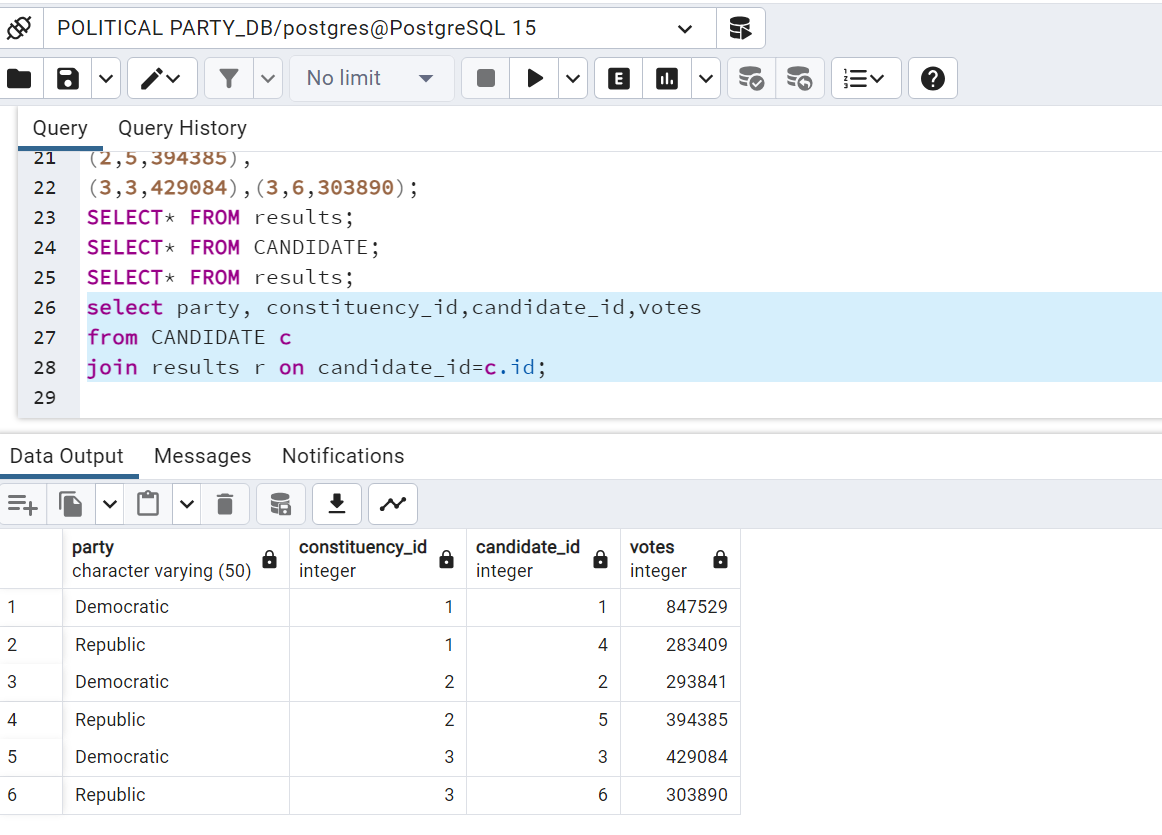 POLITICAL PARTY_DB/postgres@PostgreSQL 15
No limit E ?
Query Query History
21 (2,5,394385),
22 (3,3,429084),(3,6,303890);
23 SELECT* FROM results;
24 SELECT* FROM CANDIDATE;
25 SELECT* FROM results;
26 select party, constituency_id,candidate_id,votes
27 from CANDIDATE c
28 join results r on candidate_id=c.id;
29
Data Output Messages Notifications
party constituency_id candidate_id votes
character varying (50) integer integer integer
1 Democratic 1 1 847529
2 Republic 1 4 283409
3 Democratic 2 2 293841
4 Republic 2 5 394385
5 Democratic 3 3 429084
6 Republic 3 6 303890